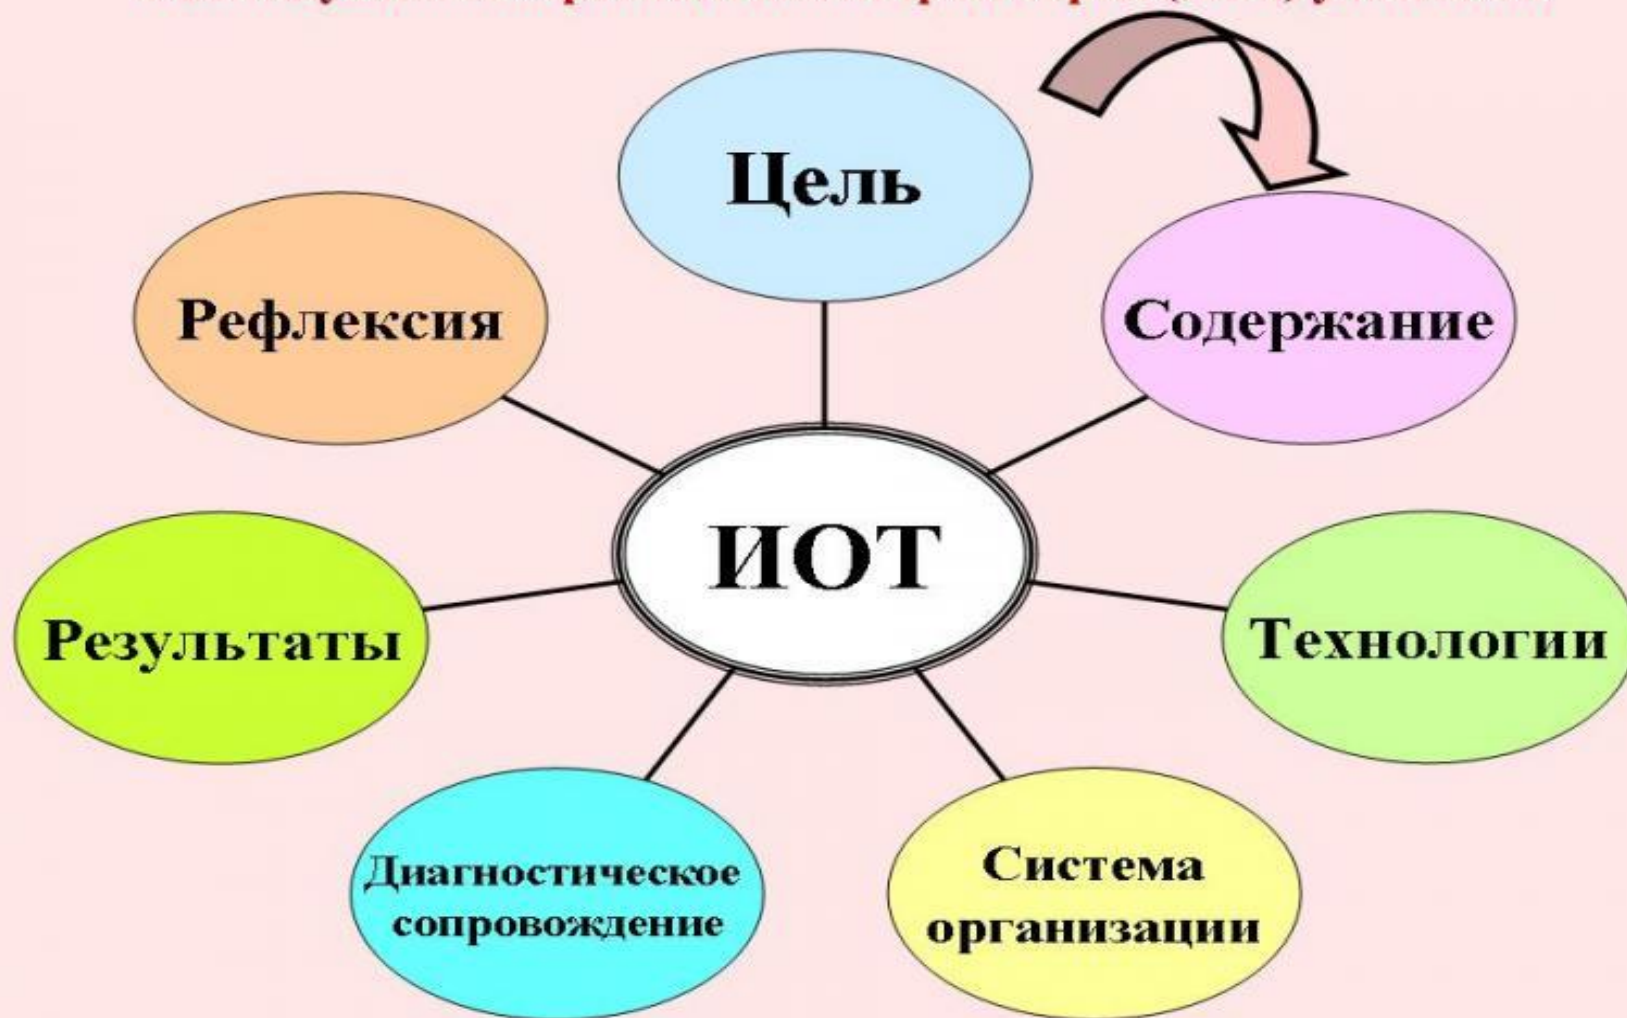 Цель
Содержание
Технологии
Система
организации
Диагностическое
сопровождение
Результаты
Рефлексия
ИОТ